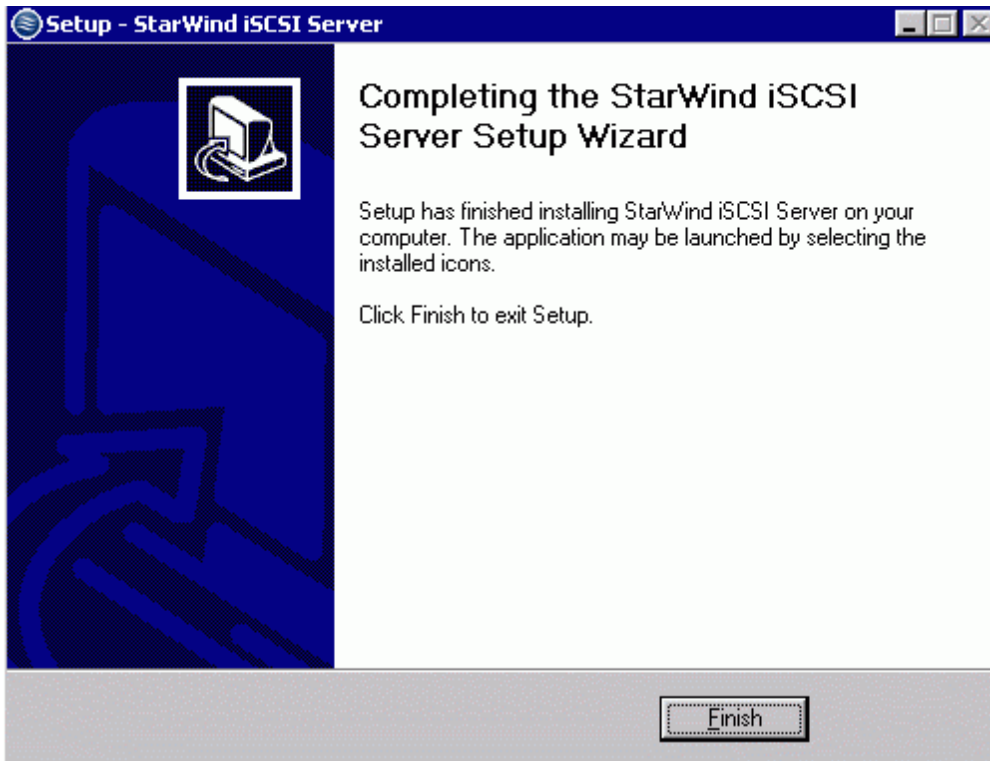 Setup - StarWind iSCSI Server
Completing the StarWind iSCSI
Server Setup Wizard
Setup has finished installing StarWind iSCSI Server on your
computer. The application may be launched by selecting the
installed icons.
Click Finish to exit Setup.
Finish